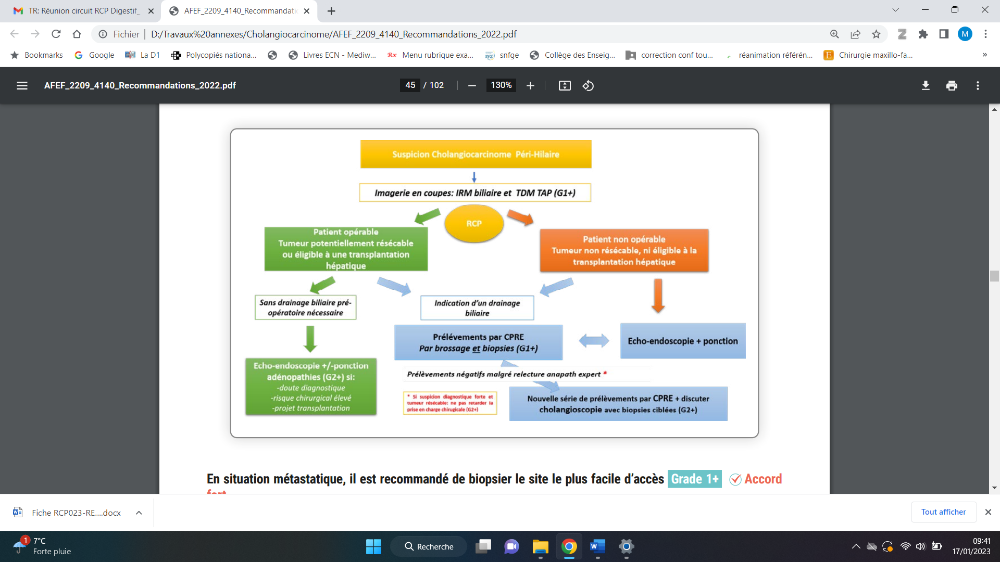 TR: Réunion circuit RCP Digestif_
AFEF_2209_4140_Recommandati
Fichier | D:/Travaux%20annexes/Cholangiocarcinome/AFEF_2209_4140_Recommandations_2022.pdf
M
Bookmarks
Google
La D1
Polycopiés nationa...
Livres ECN - Mediw...
Rx Menu rubrique exa...
snfge
Collège des Enseig...
correction conf tou...
réanimation référén...
E Chirurgie maxillo-fa...
»
AFEF_2209_4140_Recommandations_2022.pdf
45 / 102
130%
Suspicion Cholangiocarcinome Péri-Hilaire
Imagerie en coupes: IRM biliaire et TDM TAP (G1+)
RCP
Patient opérable
Tumeur potentiellement résécable
ou éligible à une transplantation
hépatique
Patient non opérable
Tumeur non résécable, ni éligible à la
transplantation hépatique
Sans drainage biliaire pré-
opératoire nécessaire
Indication d'un drainage
biliaire
Prélévements par CPRE
Par brossage et biopsies (G1+)
Echo-endoscopie + ponction
Echo-endoscopie +/-ponction
adénopathies (G2+) si:
-doute diagnostique
-risque chirurgical élevé
-projet transplantation
Prélèvements négatifs malgré relecture anapath expert *
* Si suspicion diagnostique forte et
tumeur résécable: ne pas retarder la
prise en charge chirugicale (G2+)
Nouvelle série de prélèvements par CPRE + discuter
cholangioscopie avec biopsies ciblées (G2+)
En situation métastatique, il est recommandé de biopsier le site le plus facile d'accès Grade 1+ Accord
fort
Fiche RCP023-RE....docx
Tout afficher
1
7°C
Forte pluie
Recherche
09:41
17/01/2023